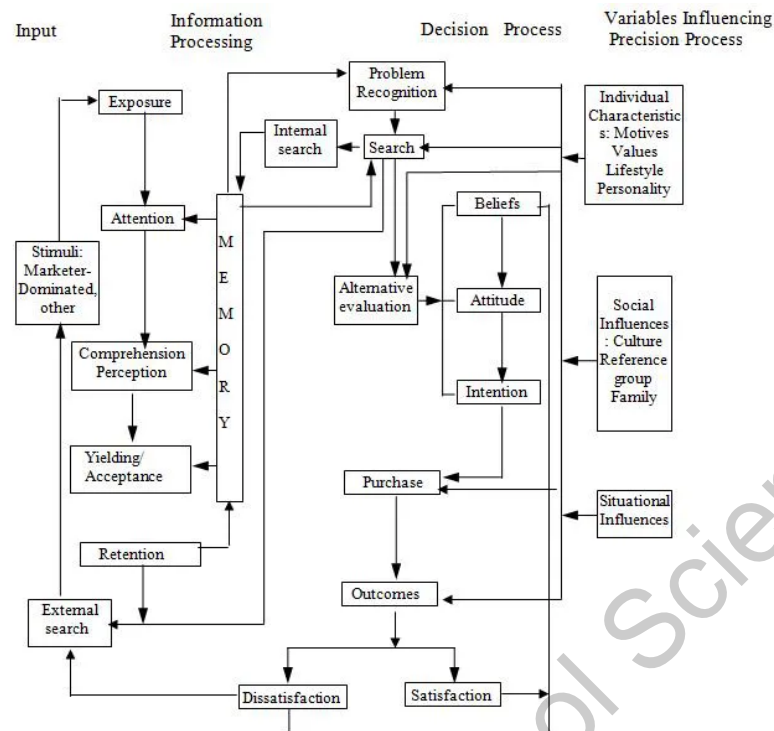 Input
Information
Processing
Decision Process
Variables Influencing
Precision Process
Exposure
Attention
Stimuli:
Marketer-
Dominated,
other
Comprehension
Perception
Yielding/
Acceptance
Retention
External
search
Internal
search
M
E
M
O
R
Y
Problem
Recognition
Search
Alternative
evaluation
Beliefs
Attitude
Intention
Purchase
Outcomes
Dissatisfaction
Satisfaction
Individual
Characteristic
s: Motives
Values
Lifestyle
Personality
Social
Influences
: Culture
Reference
group
Family
Situational
Influences
ol Scien